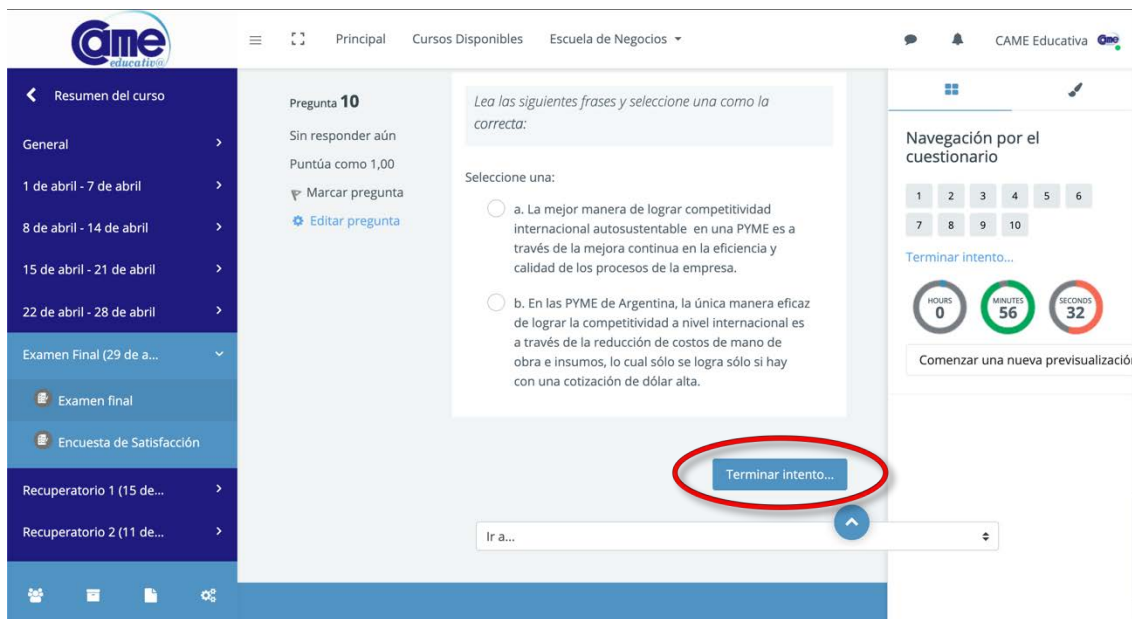 Came
educativ@
Principal
Cursos Disponibles
Escuela de Negocios
CAME Educativa
Resumen del curso
General
1 de abril - 7 de abril
8 de abril - 14 de abril
15 de abril - 21 de abril
22 de abril - 28 de abril
Examen Final (29 de a...
Examen final
Encuesta de Satisfacción
Recuperatorio 1 (15 de...
Recuperatorio 2 (11 de...
Pregunta 10
Sin responder aún
Puntúa como 1,00
Marcar pregunta
Editar pregunta
Lea las siguientes frases y seleccione una como la
correcta:
Seleccione una:
a. La mejor manera de lograr competitividad
internacional autosustentable en una PYME es a
través de la mejora continua en la eficiencia y
calidad de los procesos de la empresa.
b. En las PYME de Argentina, la única manera eficaz
de lograr la competitividad a nivel internacional es
a través de la reducción de costos de mano de
obra e insumos, lo cual sólo se logra sólo si hay
con una cotización de dólar alta.
Terminar intento...
Ir a...
Navegación por el
cuestionario
1 2 3 4 5 6
7 8 9 10
Terminar intento...
HOURS
0
MINUTES
56
SECONDS
32
Comenzar una nueva previsualizació